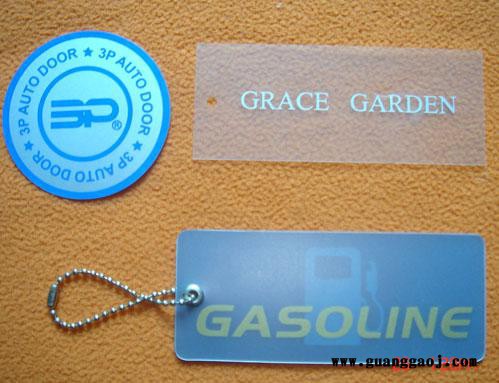 3P AUTO DOOR ★ 3P AUTO DOOR ★ 3P AUTO DOOR ★
3P®
GRACE GARDEN
GASOLINE
www.guanggaoj.com